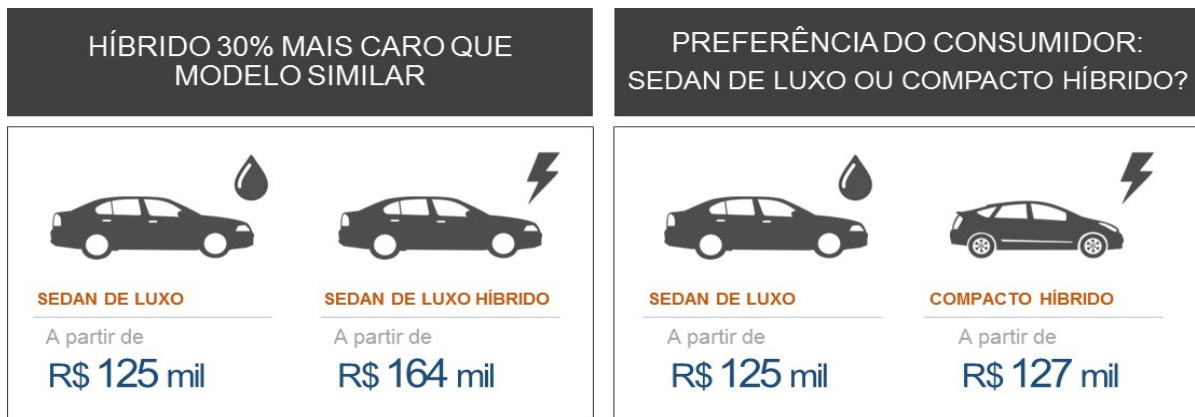 HÍBRIDO 30% MAIS CARO QUE
MODELO SIMILAR
SEDAN DE LUXO
A partir de
R$ 125 mil
SEDAN DE LUXO HÍBRIDO
A partir de
R$ 164 mil
PREFERÊNCIA DO CONSUMIDOR:
SEDAN DE LUXO OU COMPACTO HÍBRIDO?
SEDAN DE LUXO
A partir de
R$ 125 mil
COMPACTO HÍBRIDO
A partir de
R$ 127 mil